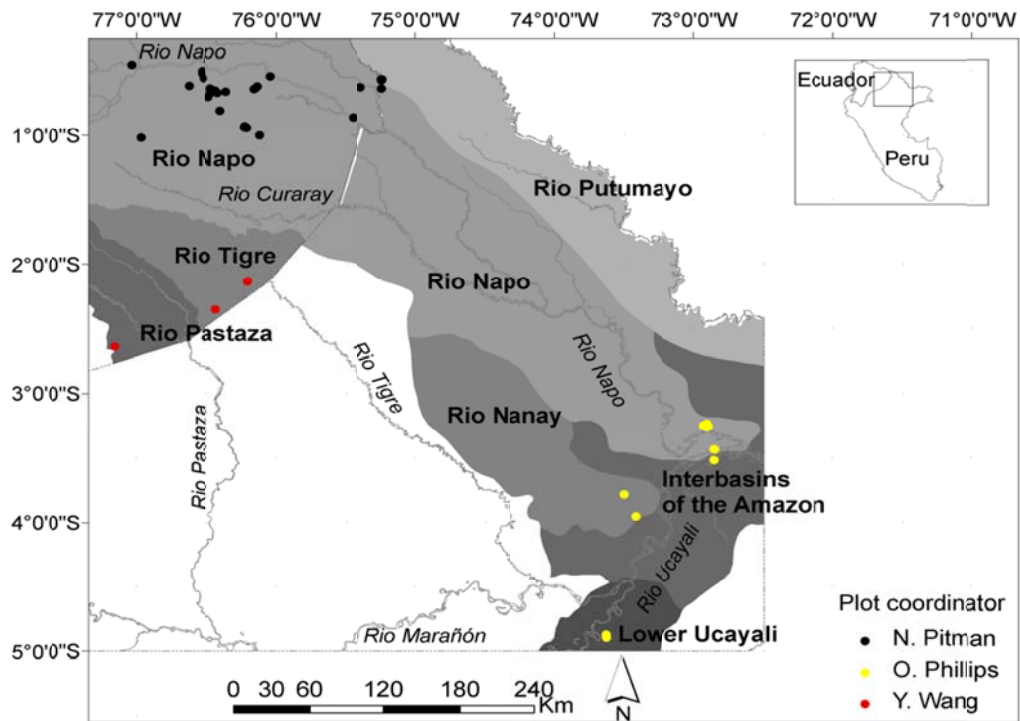 77°0'0"W 76°0'0"W 75°0'0"W 74°0'0"W 73°0'0"W 72°0'0"W 71°0'0"W
Rio Napo
Ecuador
Peru
1°0'0"S
Rio Napo
Rio Putumayo
Rio Curaray
2°0'0"S
Rio Tigre
Rio Napo
Rio Pastaza
Rio Napo
Rio Tigre
3°0'0"S
Rio Nanay
Rio Pastaza
Interbasins
of the Amazon
4°0'0"S
Rio Ucayali
Plot coordinator
Rio Marañón
Lower Ucayali
N. Pitman
5°0'0"S
O. Phillips
0 30 60 120 180 240
Km
Y. Wang
N